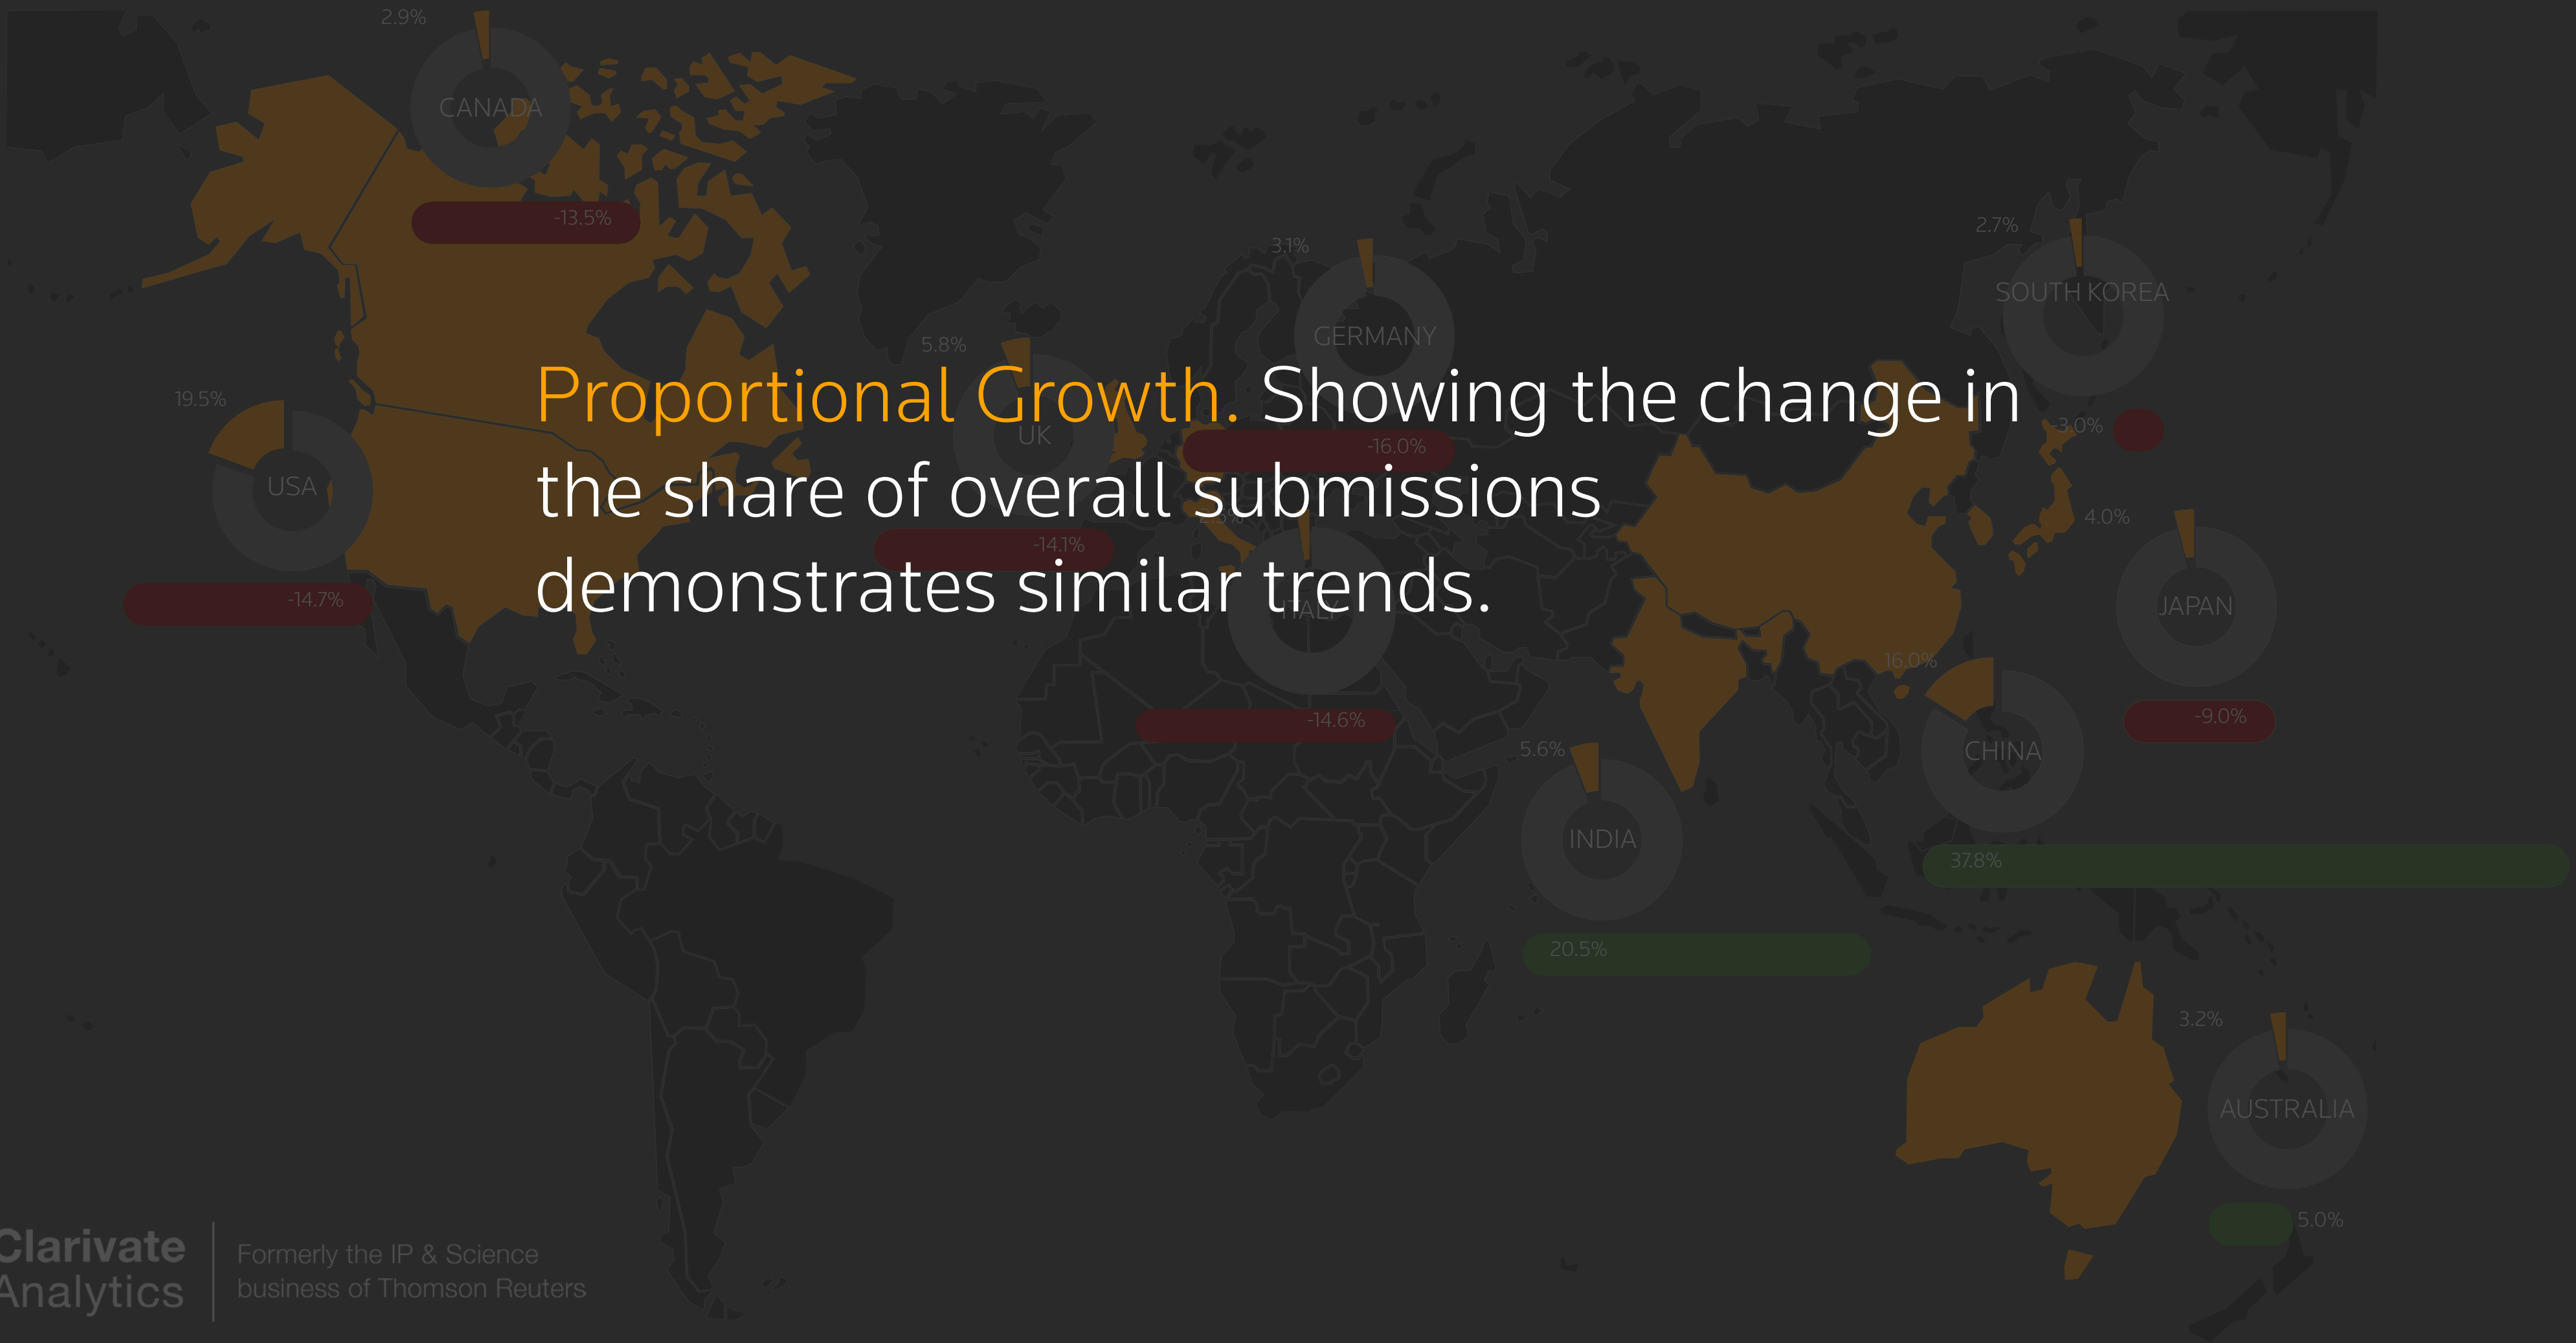 2.9%
CANADA
-13.5%
2.7%
SOUTH KOREA
-3.0%
3.1%
GERMANY
-16.0%
5.8%
UK
-14.1%
19.5%
USA
-14.7%
Proportional Growth. Showing the change in
the share of overall submissions
demonstrates similar trends.
ITALY
-14.6%
4.0%
JAPAN
-9.0%
16.0%
CHINA
37.8%
5.6%
INDIA
20.5%
3.2%
AUSTRALIA
5.0%
Clarivate
Analytics
Formerly the IP & Science
business of Thomson Reuters